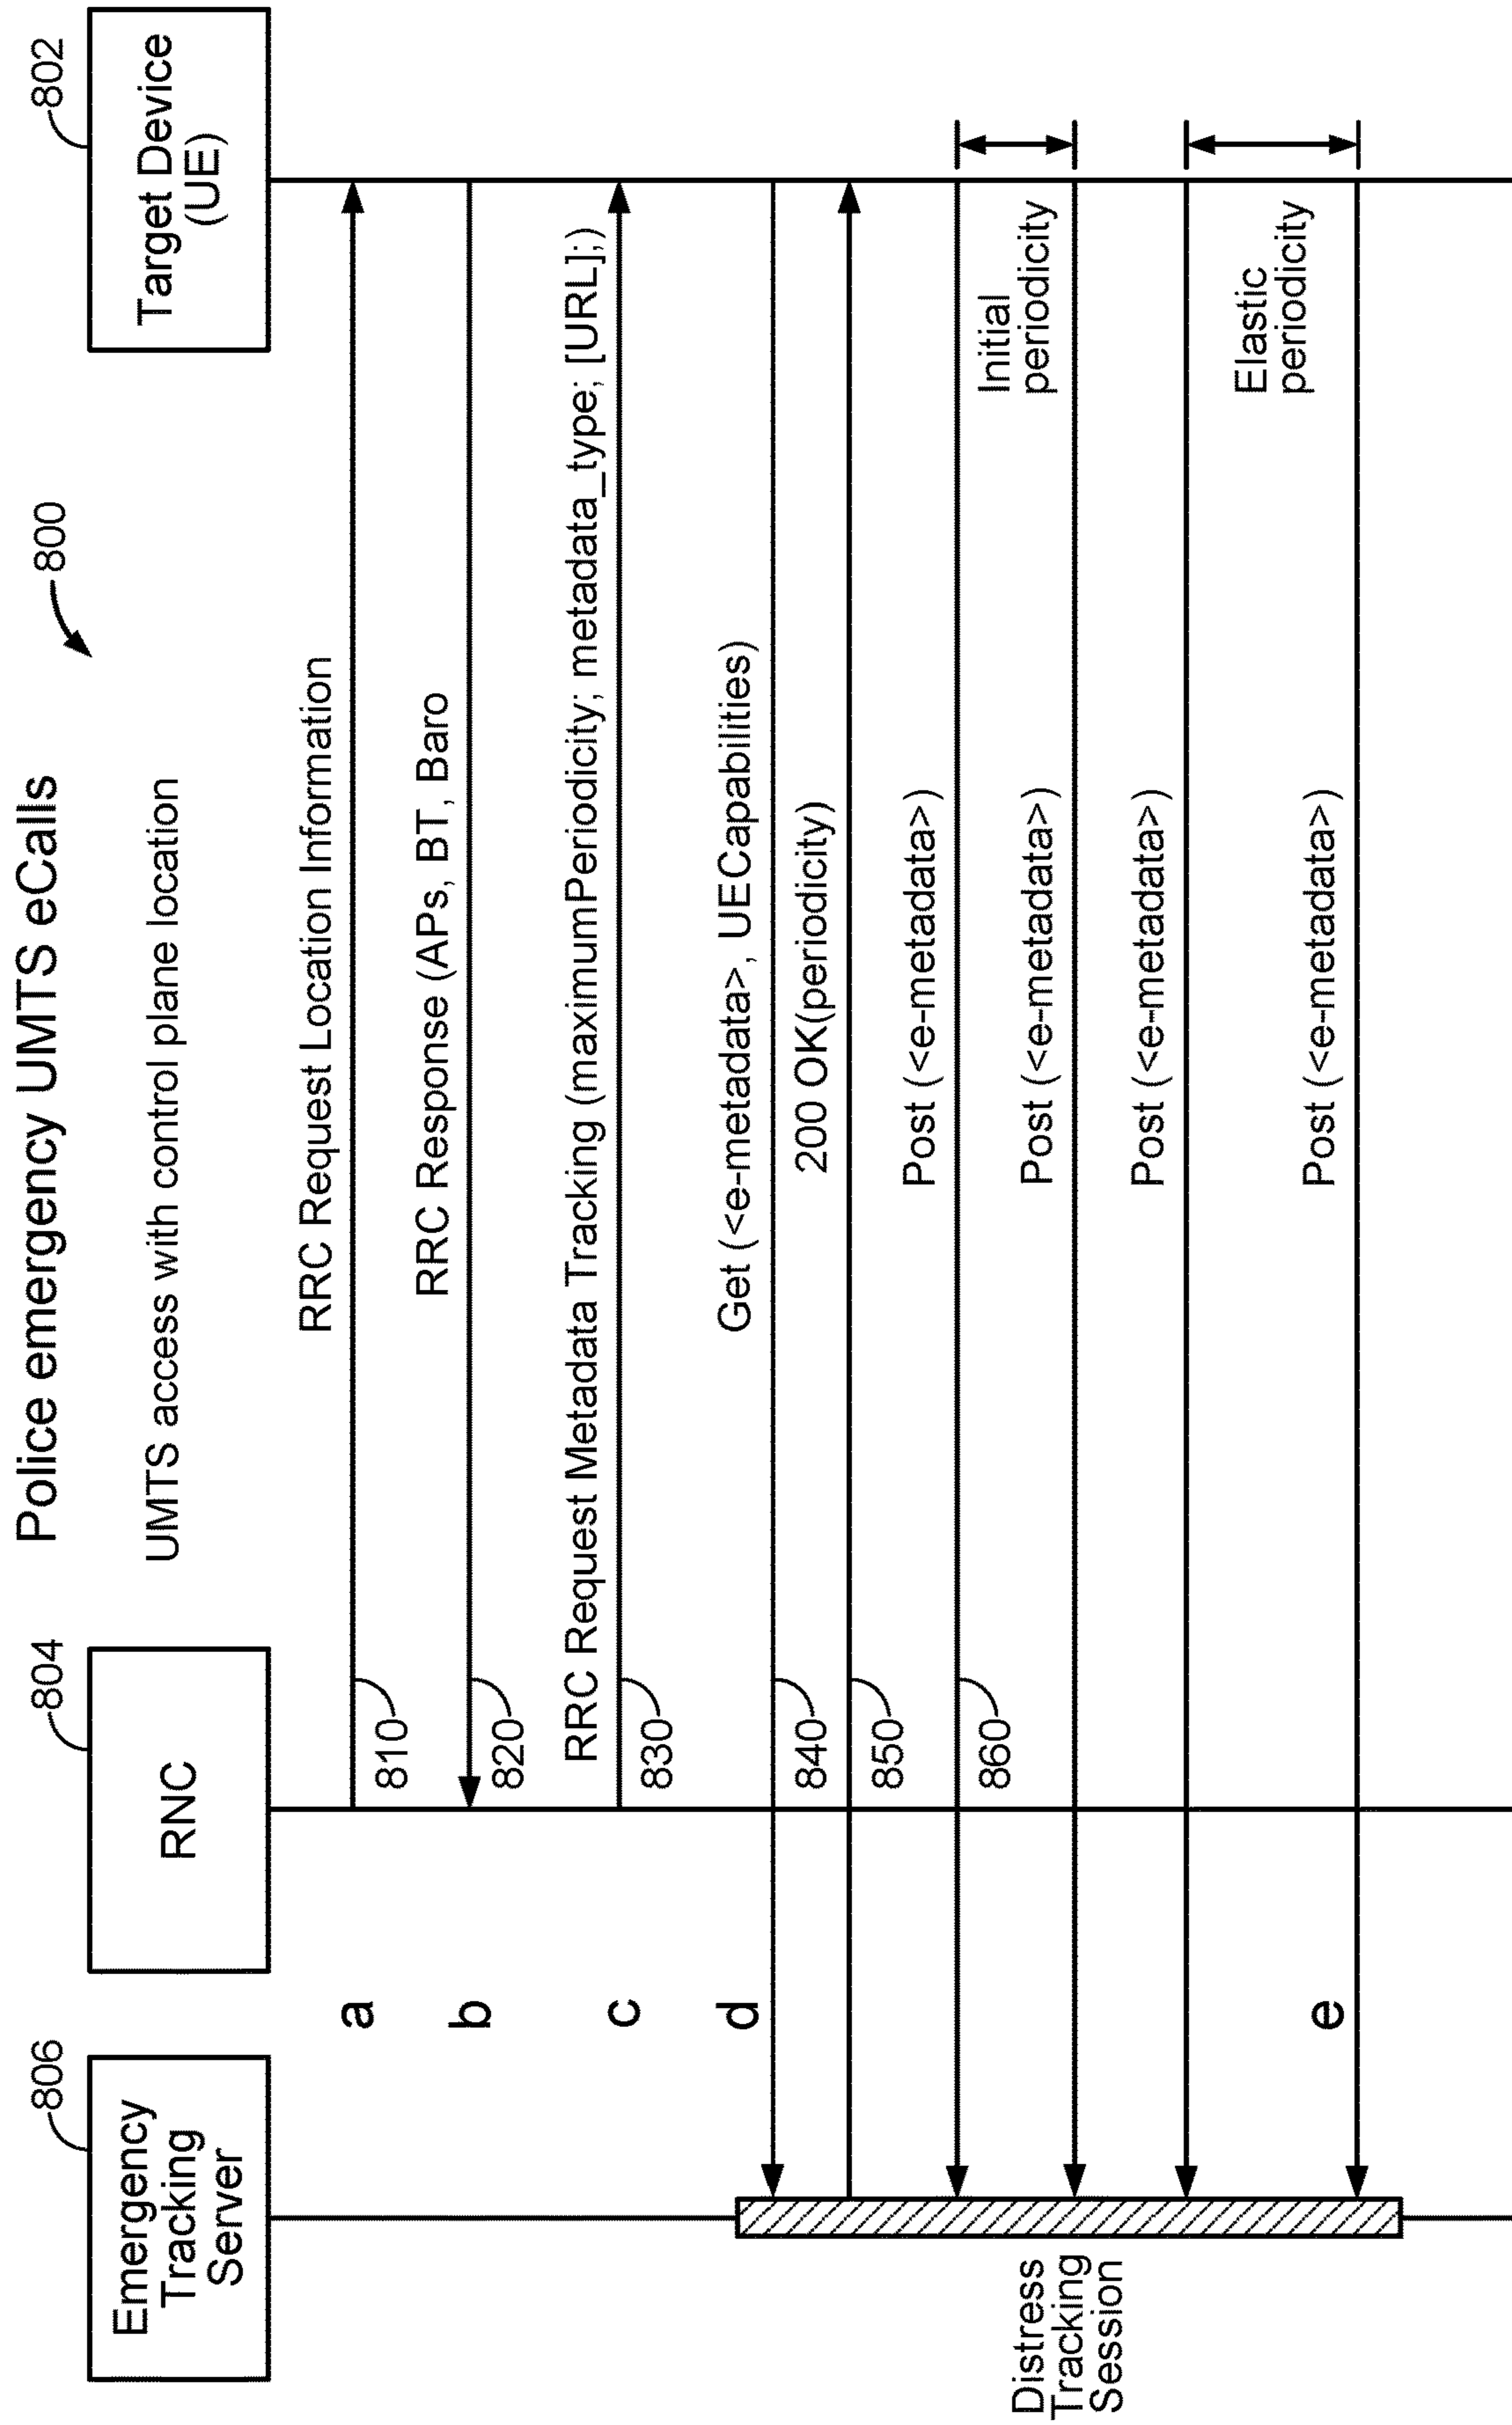 Police emergency UMTS eCalls
800
UMTS access with control plane location
806
Emergency
Tracking
Server
804
RNC
802
Target Device
(UE)
a
RRC Request Location Information
810
b
RRC Response (APs, BT, Baro
820
c
RRC Request Metadata Tracking (maximumPeriodicity; metadata_type; [URL];)
830
d
Get (<e-metadata>, UECapabilities)
840
200 OK(periodicity)
850
Post (<e-metadata>)
860
Initial
periodicity
Post (<e-metadata>)
Distress
Tracking
Session
Post (<e-metadata>)
Elastic
periodicity
e
Post (<e-metadata>)